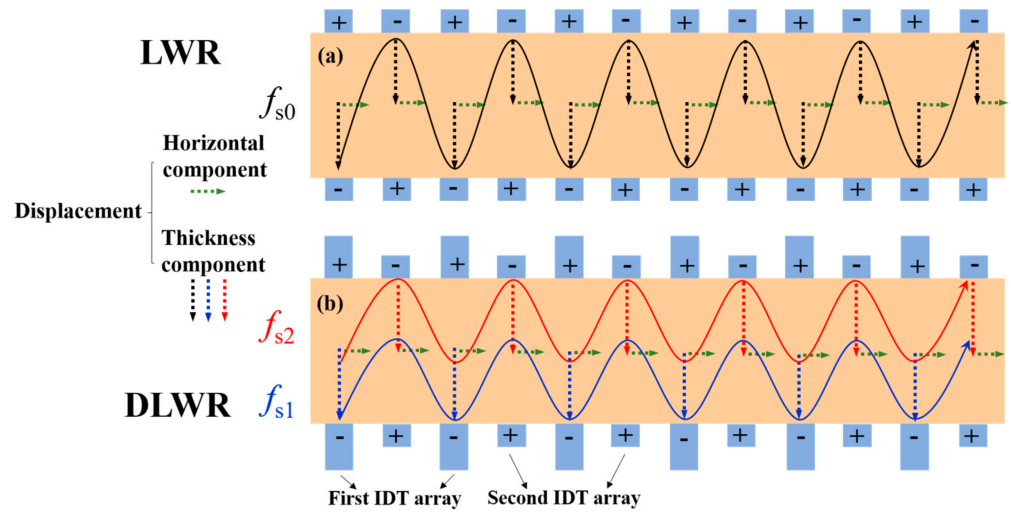 + - + - + - + - + - + -
LWR
(a)
fs0
Horizontal
component
Displacement
Thickness
component
- + - + - + - + - + - +
+ - + - + - + - + - + -
(b)
fs2
DLWR
fs1
- + - + - + - + - + - +
First IDT array
Second IDT array